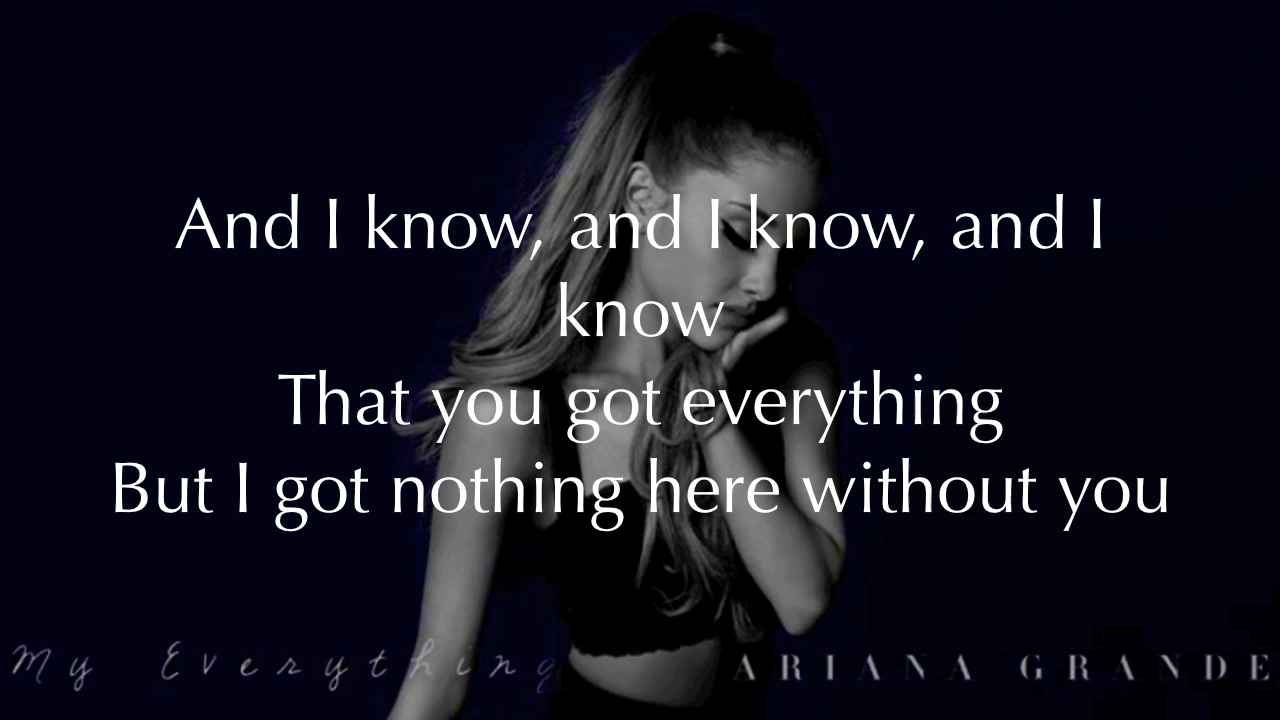 And I know, and I know, and I
know
That you got everything
But I got nothing here without you
My Everything ARIANA GRANDE